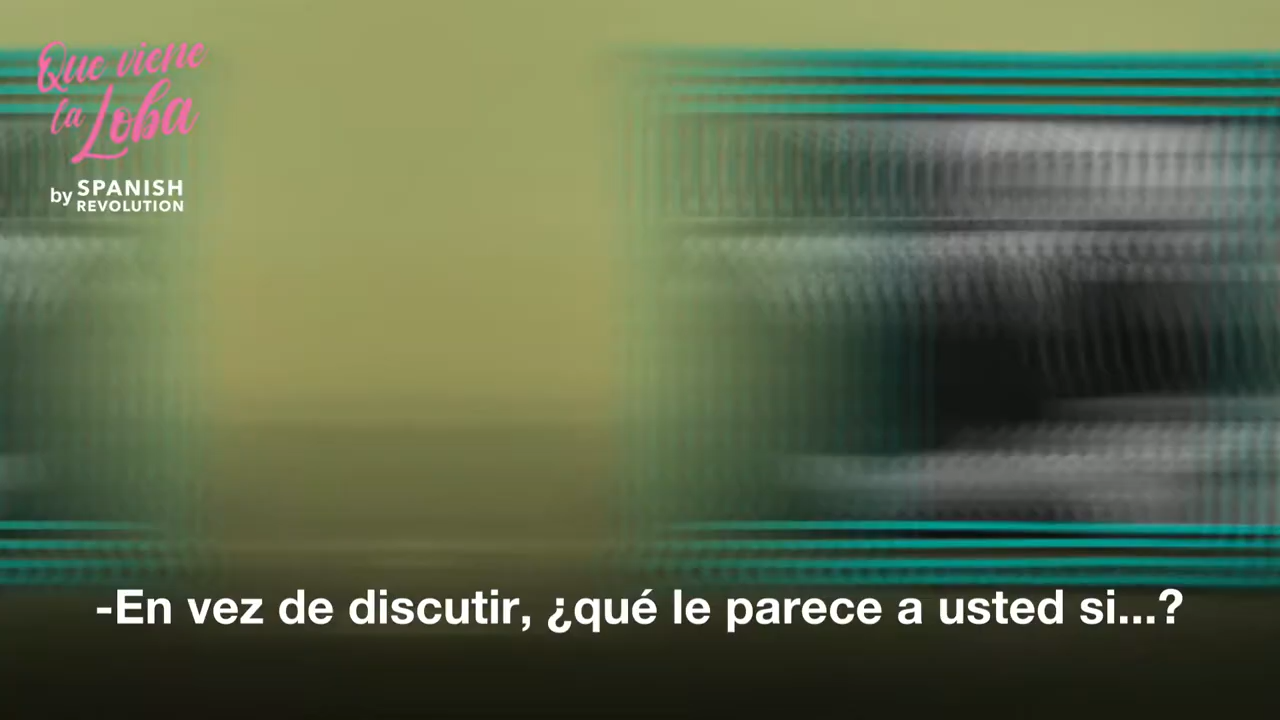 Que viene
la Loba
by SPANISH
REVOLUTION
-En vez de discutir, ¿qué le parece a usted si...?